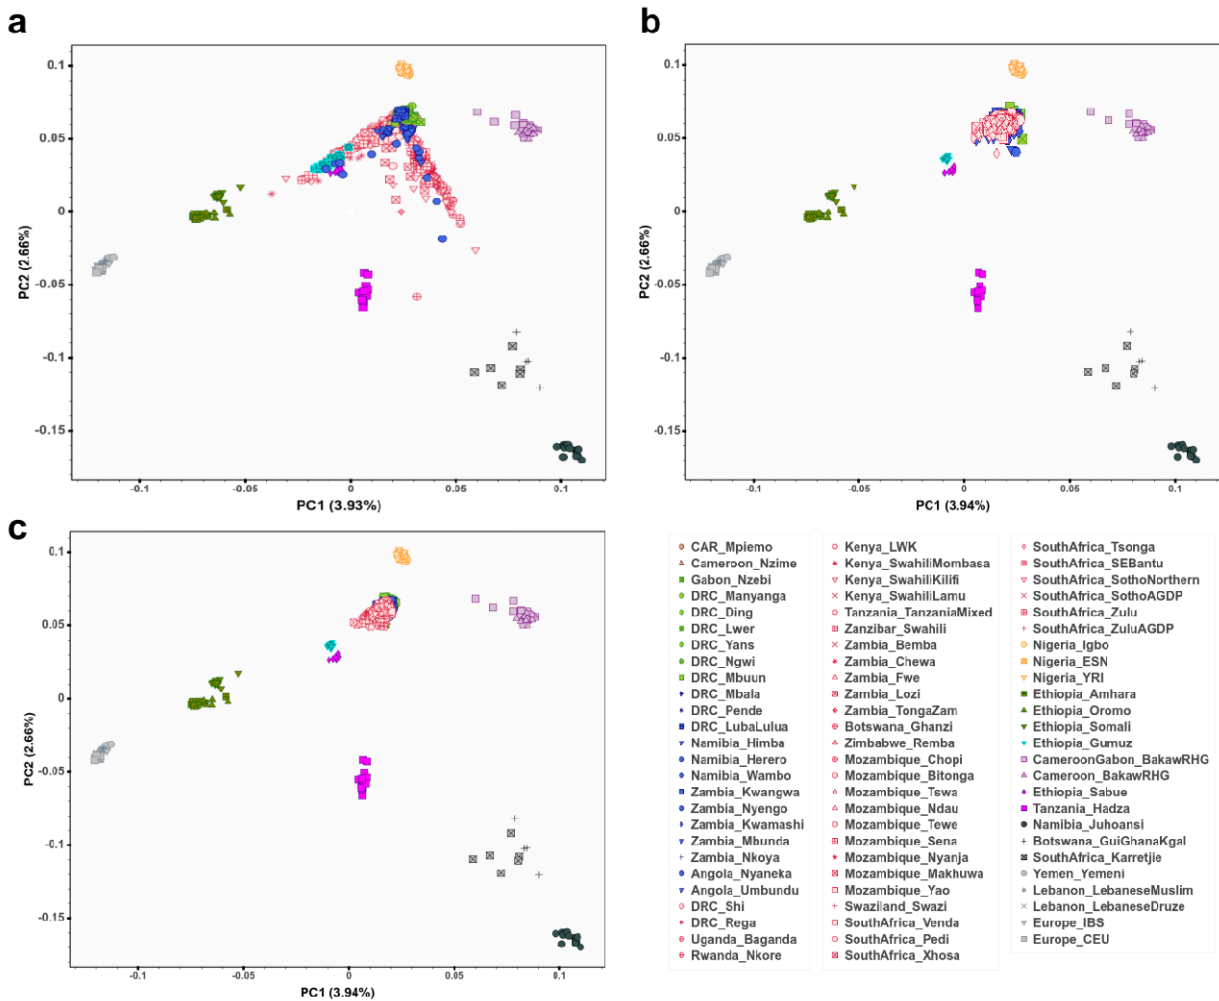 a
0.1
0.05
0
-0.05
-0.1
-0.15
PC2 (2.66%)
-0.1
-0.05
0
0.05
0.1
PC1 (3.93%)
b
0.1
0.05
0
-0.05
-0.1
-0.15
PC2 (2.66%)
-0.1
-0.05
0
0.05
0.1
PC1 (3.94%)
c
0.1
0.05
0
-0.05
-0.1
-0.15
PC2 (2.66%)
-0.1
-0.05
0
0.05
0.1
PC1 (3.94%)
CAR_Mpiemo
Cameroon_Nzime
Gabon_Nzebi
DRC_Manyanga
DRC_Ding
DRC_Lwer
DRC_Yans
DRC_Ngwi
DRC_Mbuun
DRC_Mbala
DRC_Pende
DRC_LubaLulua
Namibia_Himba
Namibia_Herero
Namibia_Wambo
Zambia_Kwangwa
Zambia_Nyengo
Zambia_Kwamashi
Zambia_Mbunda
Zambia_Nkoya
Angola_Nyaneka
Angola_Umbundu
DRC_Shi
DRC_Rega
Uganda_Baganda
Rwanda_Nkore
Kenya_LWK
Kenya_SwahiliMombasa
Kenya_SwahiliKilifi
Kenya_SwahiliLamu
Tanzania_TanzaniaMixed
Zanzibar_Swahili
Zambia_Bemba
Zambia_Chewa
Zambia_Fwe
Zambia_Lozi
Zambia_TongaZam
Botswana_Ghanzi
Zimbabwe_Remba
Mozambique_Chopi
Mozambique_Bitonga
Mozambique_Tswa
Mozambique_Ndau
Mozambique_Tewe
Mozambique_Sena
Mozambique_Nyanja
Mozambique_Makhuwa
Mozambique_Yao
Swaziland_Swazi
SouthAfrica_Venda
SouthAfrica_Pedi
SouthAfrica_Xhosa
SouthAfrica_Tsonga
SouthAfrica_SEBantu
SouthAfrica_SothoNorthern
SouthAfrica_SothoAGDP
SouthAfrica_Zulu
SouthAfrica_ZuluAGDP
Nigeria_Igbo
Nigeria_ESN
Nigeria_YRI
Ethiopia_Amhara
Ethiopia_Oromo
Ethiopia_Somali
Ethiopia_Gumuz
CameroonGabon_BakawRHG
Cameroon_BakawRHG
Ethiopia_Sabue
Tanzania_Hadza
Namibia_Juhoansi
Botswana_GuiGhanaKgal
SouthAfrica_Karretjie
Yemen_Yemeni
Lebanon_LebaneseMuslim
Lebanon_LebaneseDruze
Europe_IBS
Europe_CEU